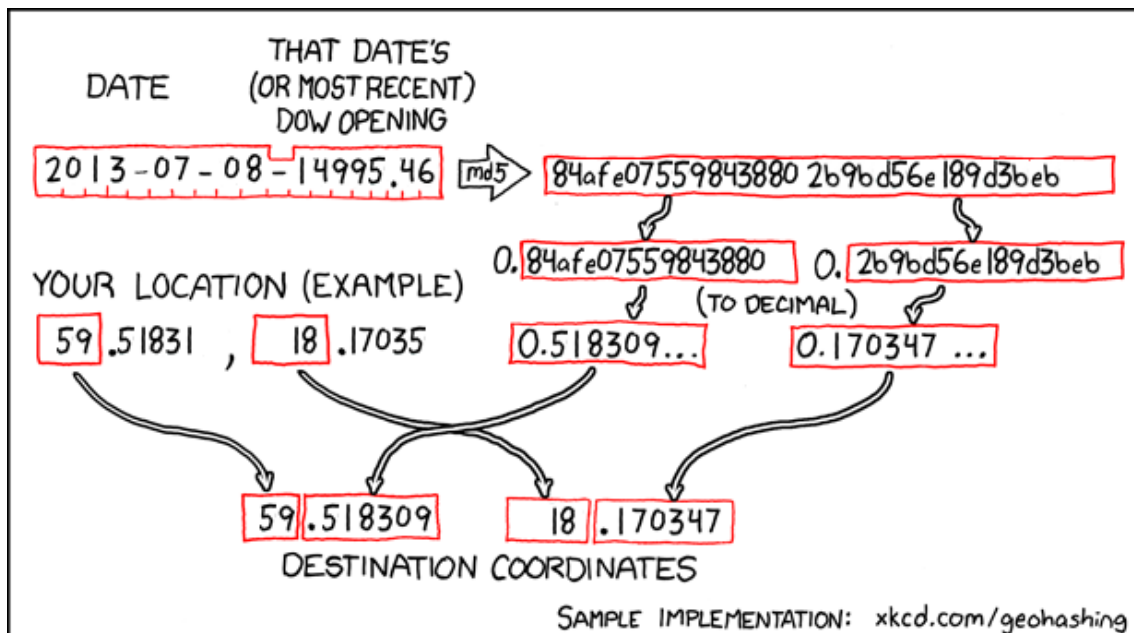 DATE
THAT DATE'S
(OR MOST RECENT)
DOW OPENING
2013-07-08-14995.46
md5
84afe07559843880 2b9bd56e189d3beb
0.84afe07559843880
0.2b9bd56e189d3beb
YOUR LOCATION (EXAMPLE)
(TO DECIMAL)
59.51831, 18.17035
0.518309...
0.170347 ...
59.518309
18.170347
DESTINATION COORDINATES
SAMPLE IMPLEMENTATION: xkcd.com/geohashing